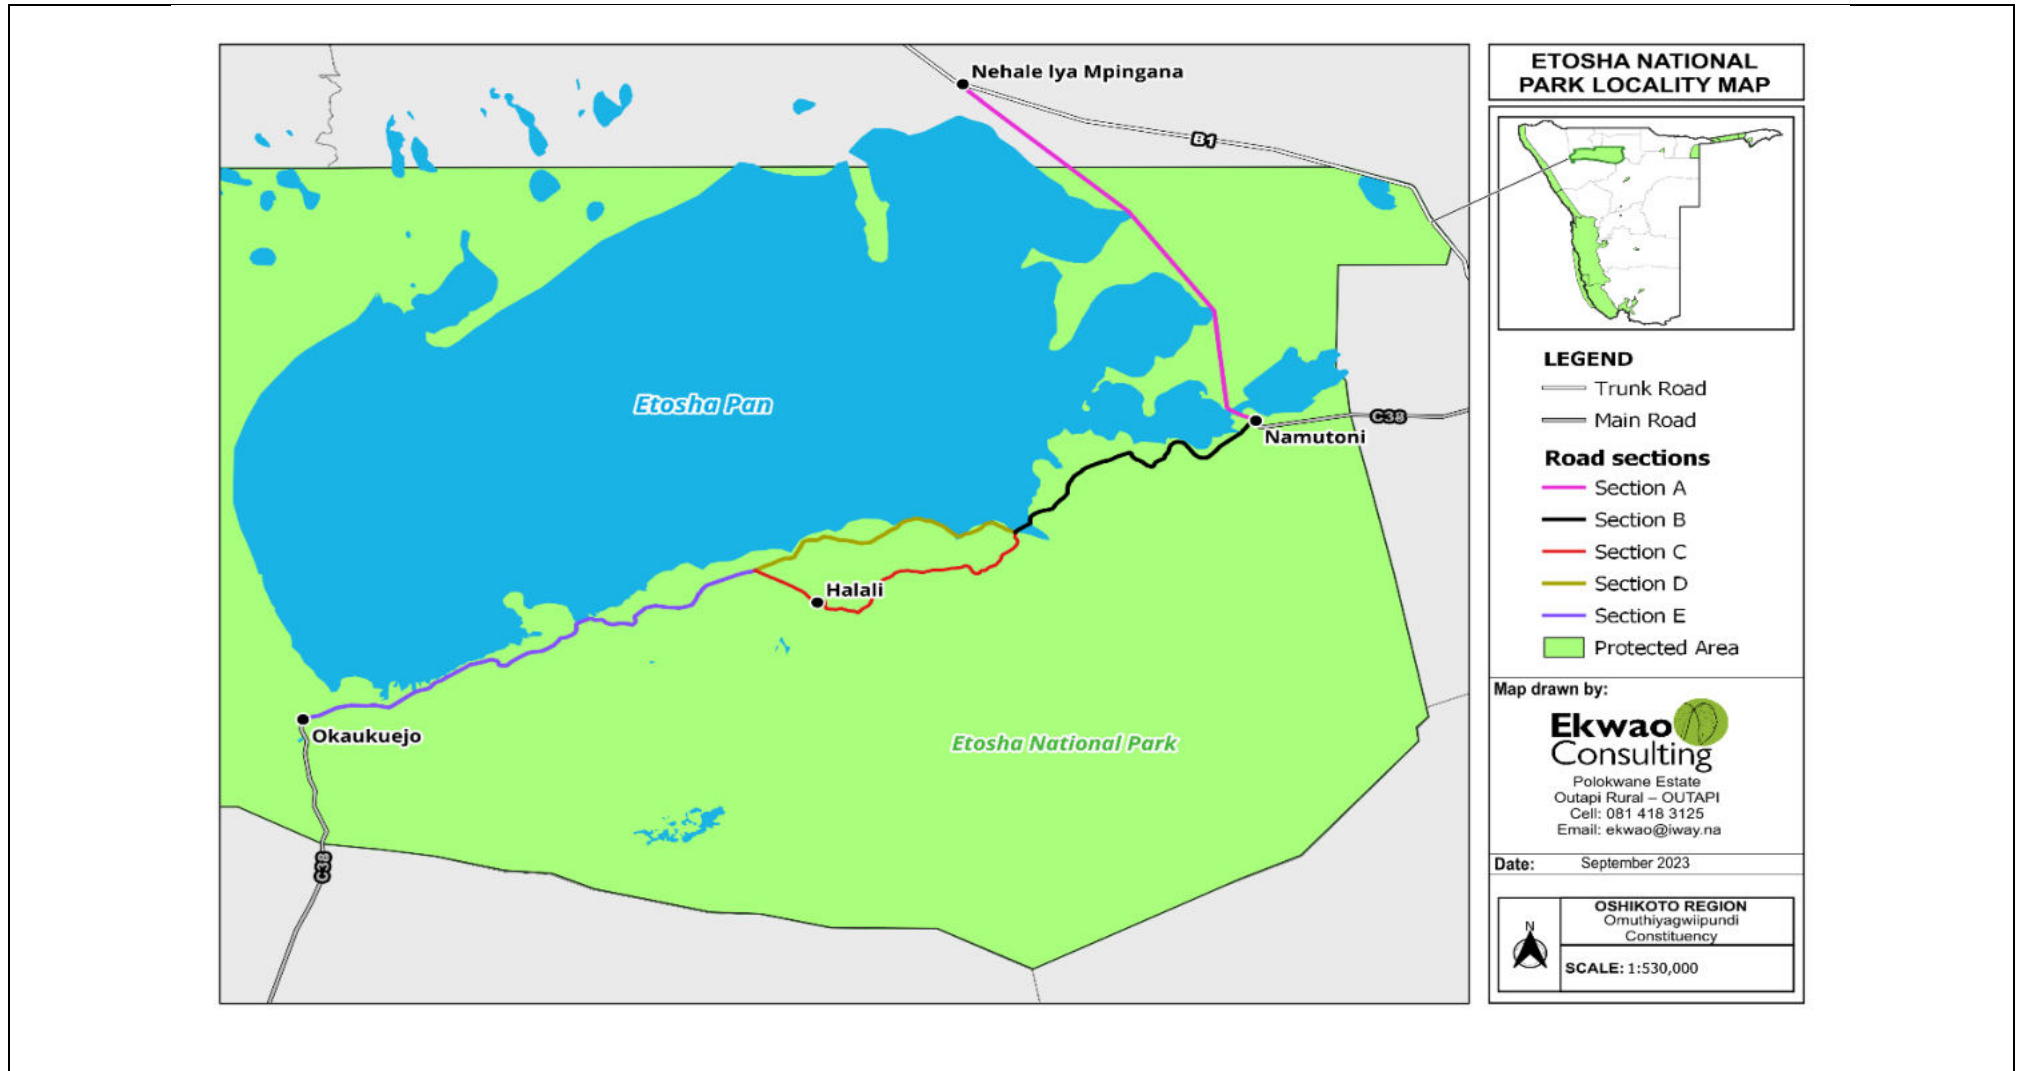 Nehale lya Mpingana
B1
Etosha Pan
C38
Namutoni
Halali
Okaukuejo
Etosha National Park
C38
ETOSHA NATIONAL
PARK LOCALITY MAP
LEGEND
Trunk Road
Main Road
Road sections
Section A
Section B
Section C
Section D
Section E
Protected Area
Map drawn by:
Ekwao
Consulting
Polokwane Estate
Outapi Rural – OUTAPI
Cell: 081 418 3125
Email: ekwao@iway.na
Date: September 2023
N
OSHIKOTO REGION
Omuthiyagwiipundi
Constituency
SCALE: 1:530,000